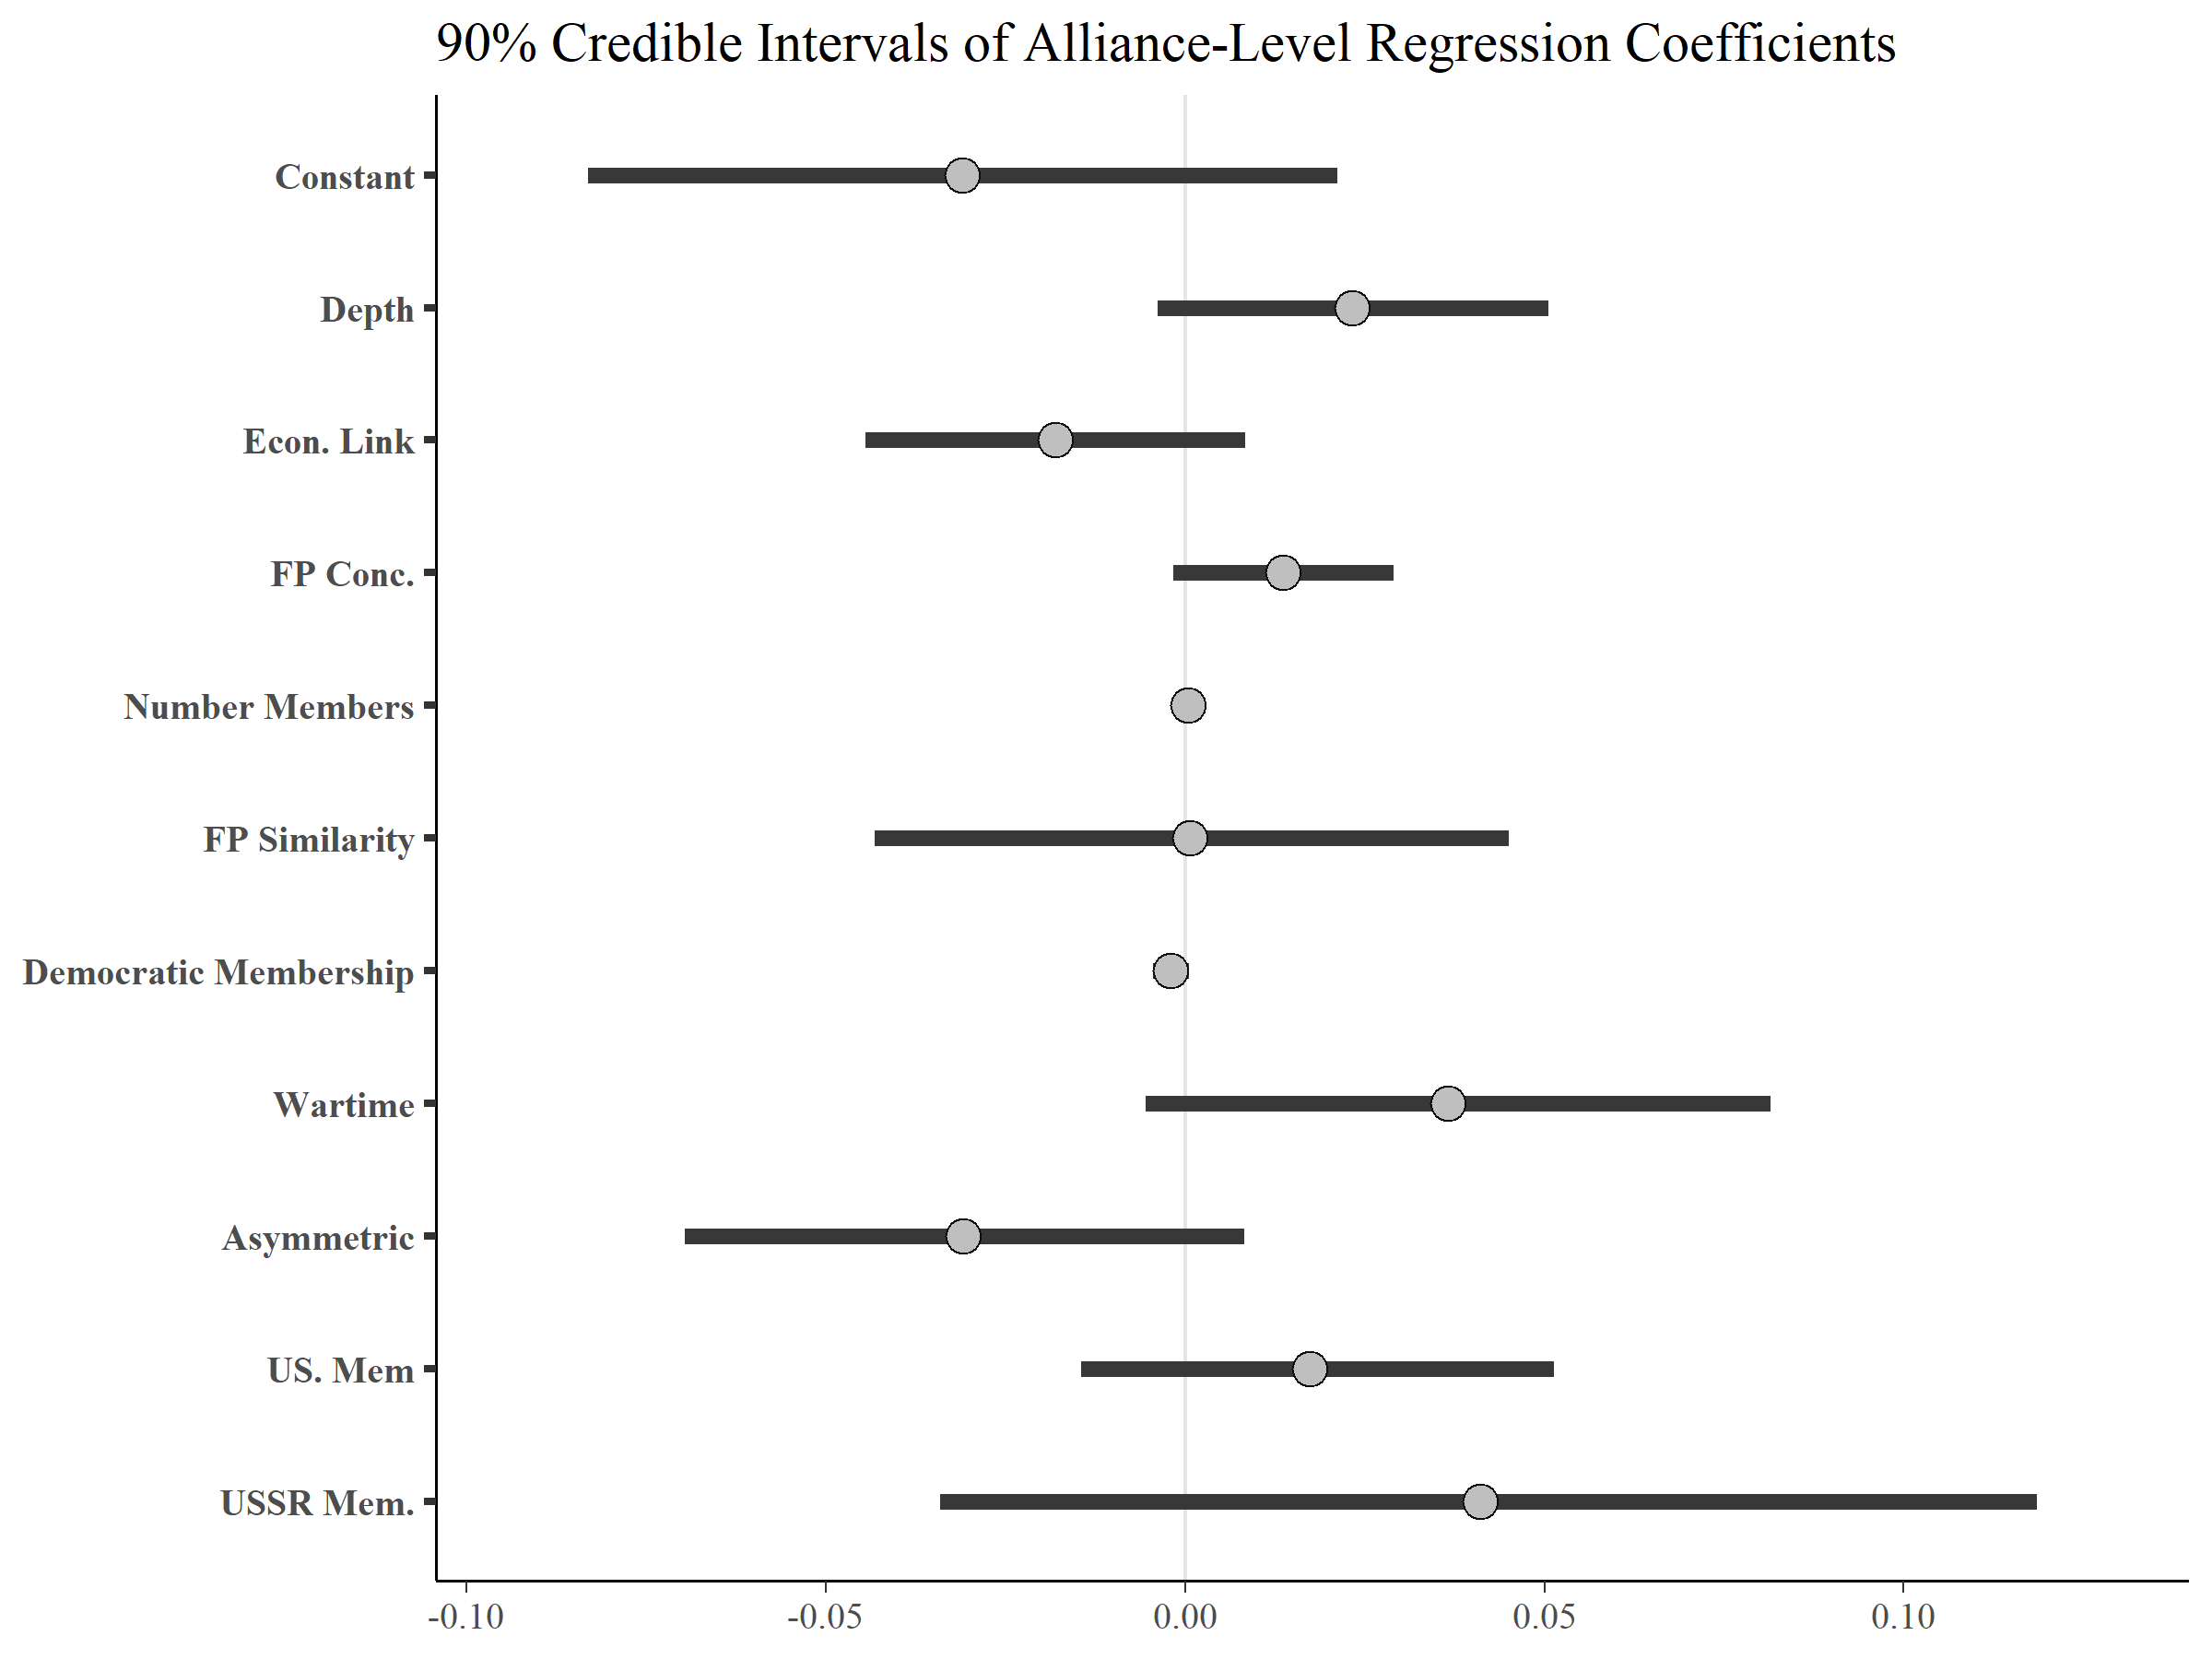 90% Credible Intervals of Alliance-Level Regression Coefficients
Constant
Depth
Econ. Link
FP Conc.
Number Members
FP Similarity
Democratic Membership
Wartime
Asymmetric
US. Mem
USSR Mem.
-0.10 -0.05 0.00 0.05 0.10